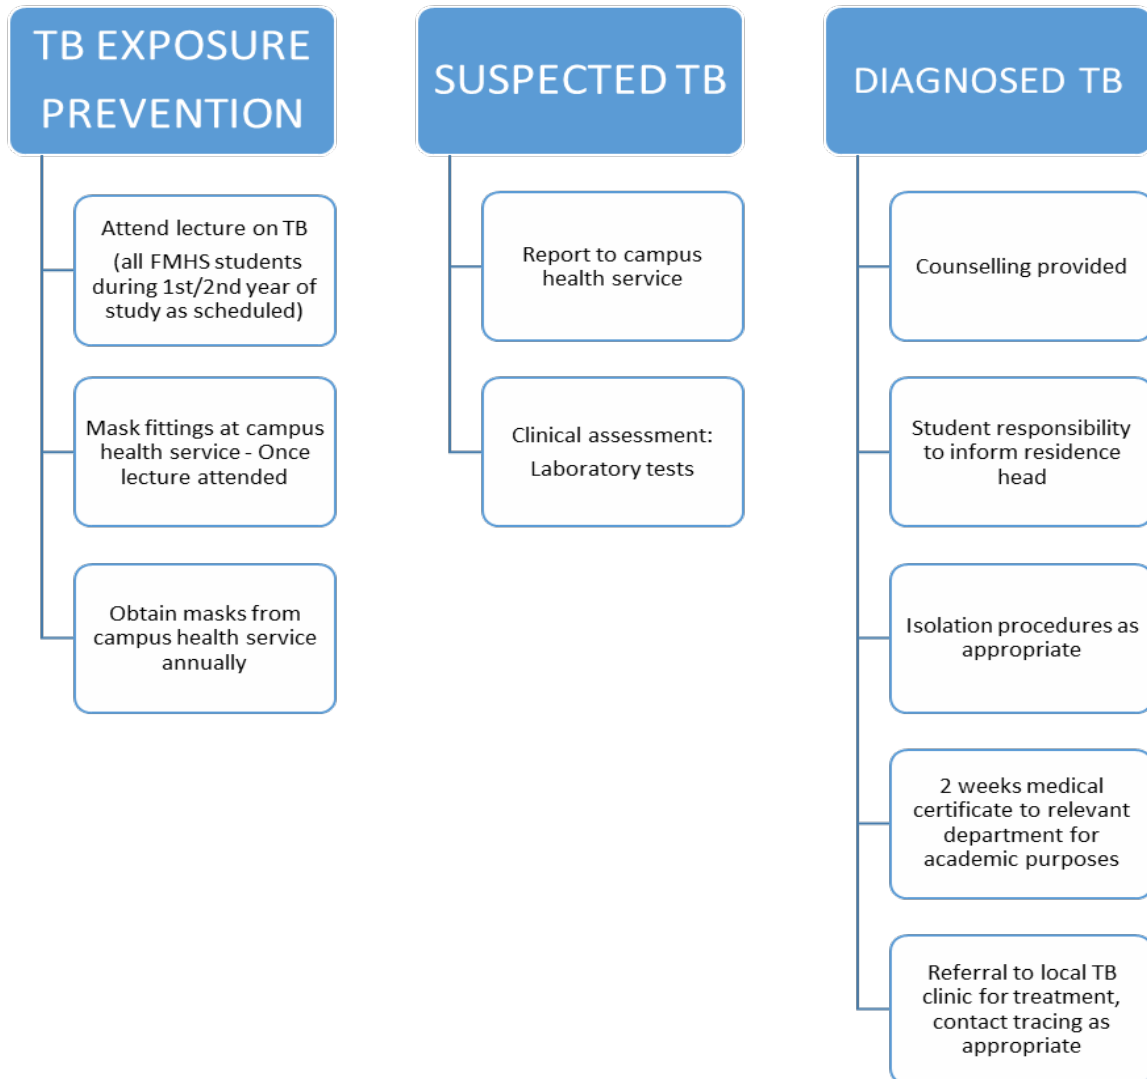 TB EXPOSURE
PREVENTION
Attend lecture on TB
(all FMHS students
during 1st/2nd year of
study as scheduled)
Mask fittings at campus
health service - Once
lecture attended
Obtain masks from
campus health service
annually
SUSPECTED TB
Report to campus
health service
Clinical assessment:
Laboratory tests
DIAGNOSED TB
Counselling provided
Student responsibility
to inform residence
head
Isolation procedures as
appropriate
2 weeks medical
certificate to relevant
department for
academic purposes
Referral to local TB
clinic for treatment,
contact tracing as
appropriate